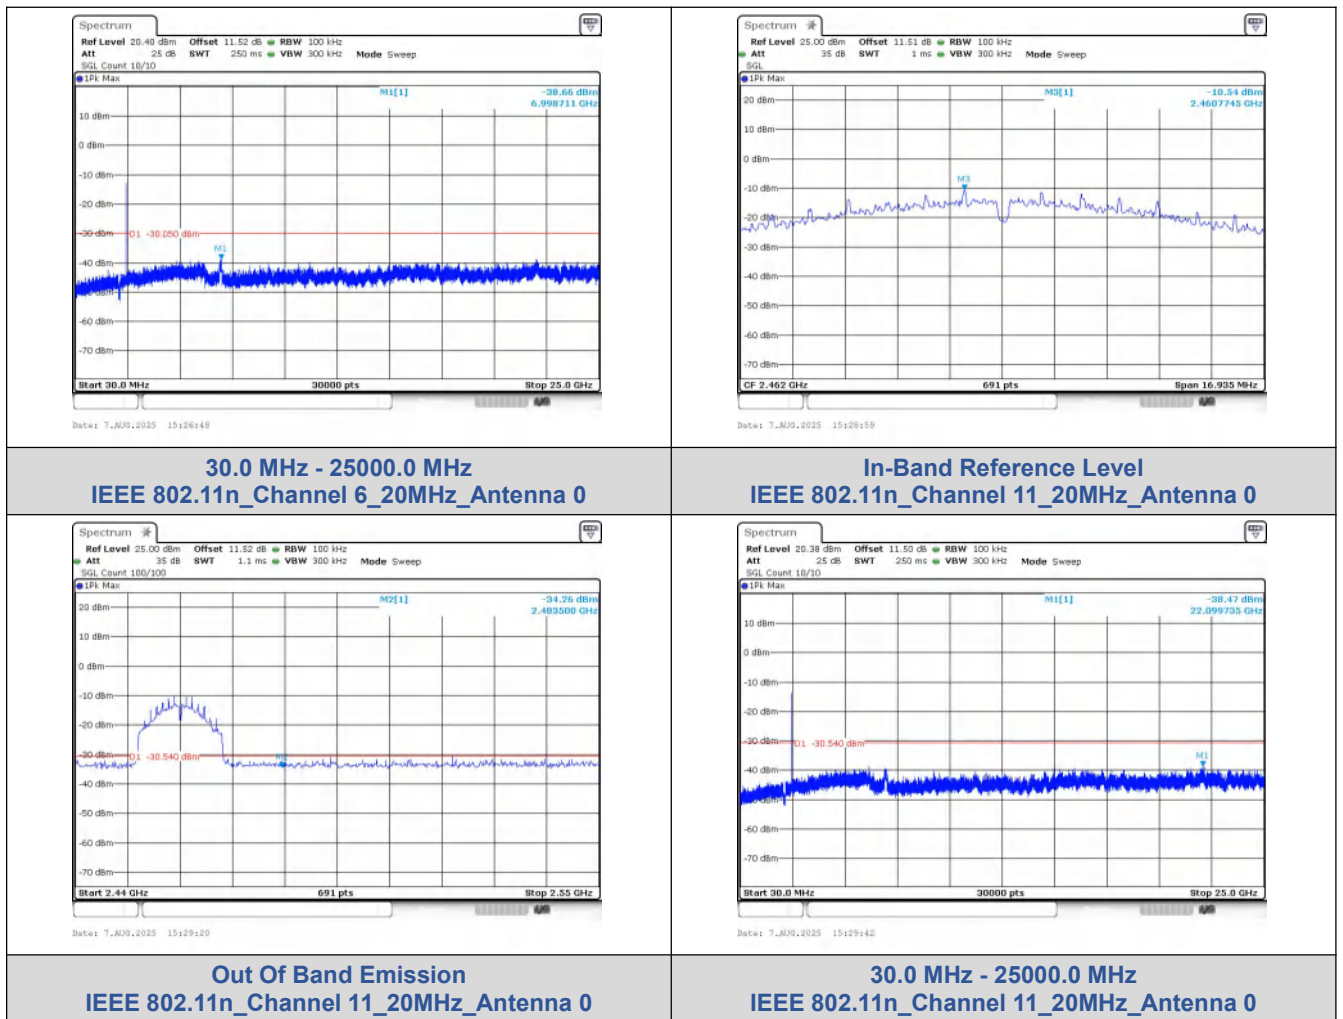 Spectrum
Ref Level 20.40 dBm Offset 11.52 dB RBW 100 kHz
Att 25 dB SWT 250 ms VBW 300 kHz Mode Sweep
SGL Count 10/10
1Pk Max
M1[1] -38.66 dBm
6.998711 GHz
10 dBm
0 dBm
-10 dBm
-20 dBm
-30 dBm
D1 -30.050 dBm
M1
-40 dBm
-50 dBm
-60 dBm
-70 dBm
Start 30.0 MHz 30000 pts Stop 25.0 GHz
Date: 7.AUG.2025 15:26:48
30.0 MHz - 25000.0 MHz
IEEE 802.11n_Channel 6_20MHz_Antenna 0
Spectrum
Ref Level 25.00 dBm Offset 11.51 dB RBW 100 kHz
Att 35 dB SWT 1 ms VBW 300 kHz Mode Sweep
SGL
1Pk Max
M3[1] -10.54 dBm
2.4607745 GHz
20 dBm
10 dBm
0 dBm
M3
-10 dBm
-20 dBm
-30 dBm
-40 dBm
-50 dBm
-60 dBm
-70 dBm
CF 2.462 GHz 691 pts Span 16.935 MHz
Date: 7.AUG.2025 15:28:59
In-Band Reference Level
IEEE 802.11n_Channel 11_20MHz_Antenna 0
Spectrum
Ref Level 25.00 dBm Offset 11.52 dB RBW 100 kHz
Att 35 dB SWT 1.1 ms VBW 300 kHz Mode Sweep
SGL Count 100/100
1Pk Max
M2[1] -34.26 dBm
2.483500 GHz
20 dBm
10 dBm
0 dBm
-10 dBm
-20 dBm
-30 dBm
D1 -30.540 dBm
M2
-40 dBm
-50 dBm
-60 dBm
-70 dBm
Start 2.44 GHz 691 pts Stop 2.55 GHz
Date: 7.AUG.2025 15:29:20
Out Of Band Emission
IEEE 802.11n_Channel 11_20MHz_Antenna 0
Spectrum
Ref Level 20.38 dBm Offset 11.50 dB RBW 100 kHz
Att 25 dB SWT 250 ms VBW 300 kHz Mode Sweep
SGL Count 10/10
1Pk Max
M1[1] -38.47 dBm
22.099735 GHz
10 dBm
0 dBm
-10 dBm
-20 dBm
-30 dBm
D1 -30.540 dBm
M1
-40 dBm
-50 dBm
-60 dBm
-70 dBm
Start 30.0 MHz 30000 pts Stop 25.0 GHz
Date: 7.AUG.2025 15:29:42
30.0 MHz - 25000.0 MHz
IEEE 802.11n_Channel 11_20MHz_Antenna 0